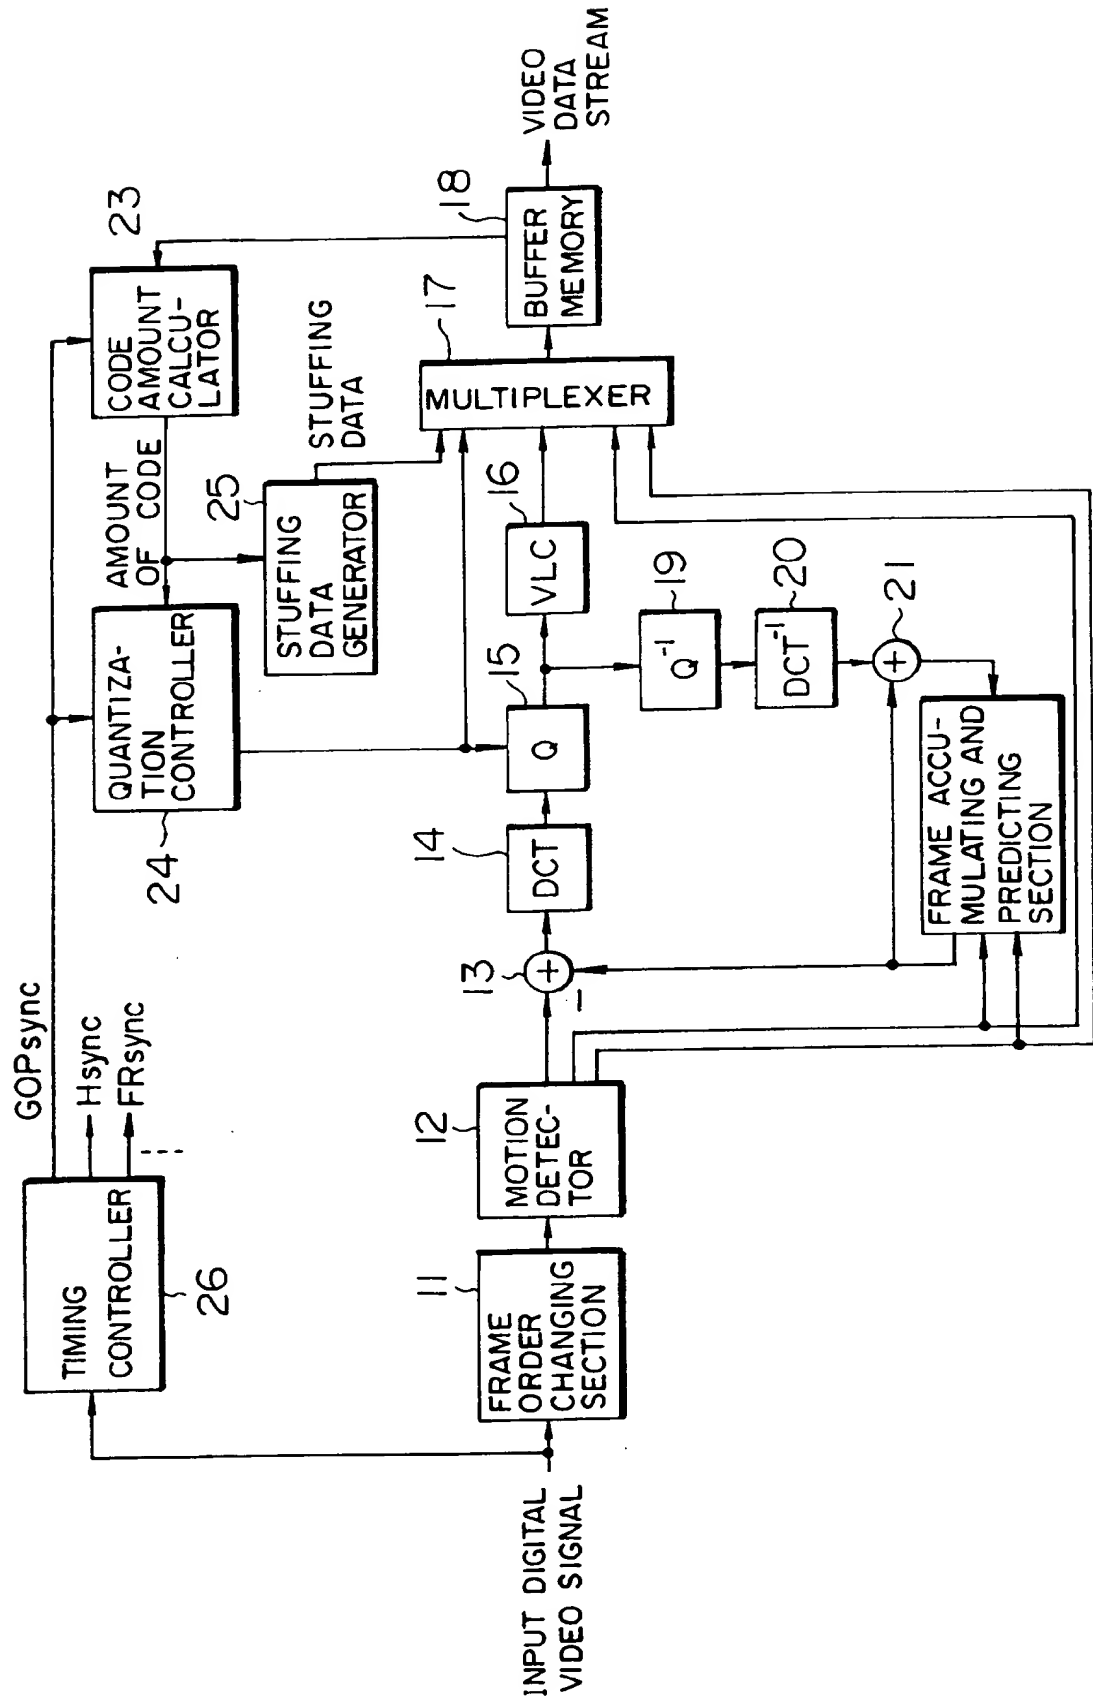 GOPsync
Hsync
FRsync
TIMING
CONTROLLER
26
QUANTIZA-
TION
CONTROLLER
24
AMOUNT
OF CODE
CODE
AMOUNT
CALCU-
LATOR
23
25
STUFFING
DATA
GENERATOR
STUFFING
DATA
INPUT DIGITAL
VIDEO SIGNAL
11
FRAME
ORDER
CHANGING
SECTION
12
MOTION
DETEC-
TOR
13
+
-
14
DCT
15
Q
16
VLC
17
MULTIPLEXER
18
BUFFER
MEMORY
VIDEO
DATA
STREAM
19
Q-1
20
DCT-1
21
+
FRAME ACCU-
MULATING AND
PREDICTING
SECTION